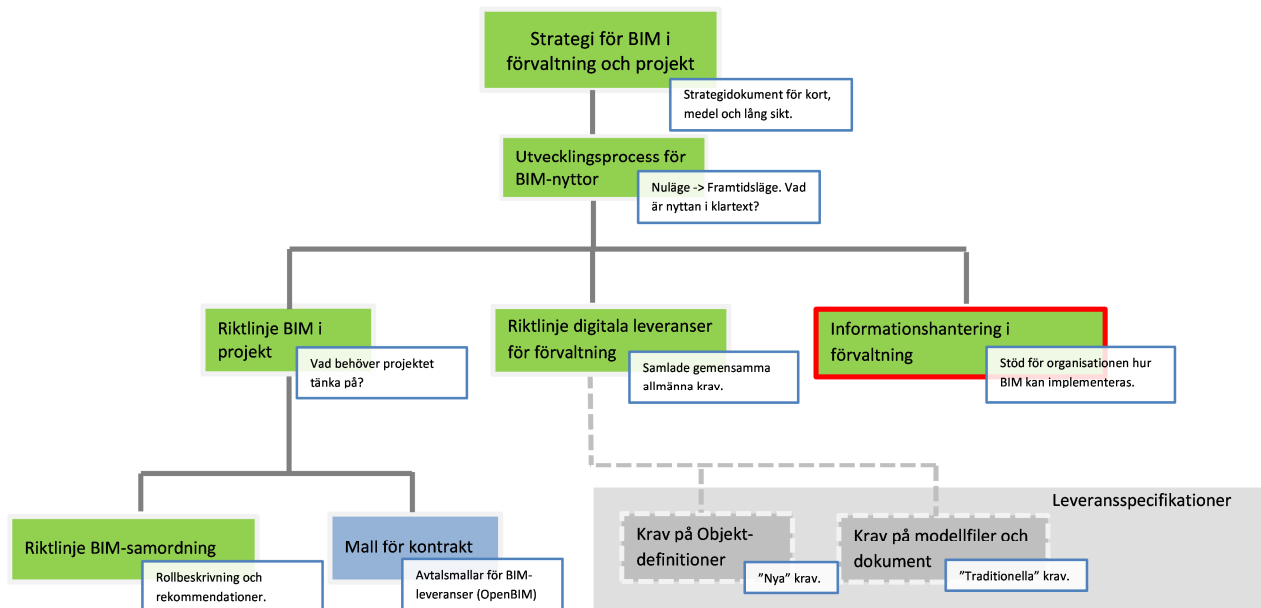 Strategi för BIM i
förvaltning och projekt
Strategidokument för kort,
medel och lång sikt.
Utvecklingsprocess för
BIM-nyttor
Nuläge -> Framtidsläge. Vad
är nyttan i klartext?
Riktlinje BIM i
projekt
Vad behöver projektet
tänka på?
Riktlinje digitala leveranser
för förvaltning
Samlade gemensamma
allmänna krav.
Informationshantering i
förvaltning
Stöd för organisationen hur
BIM kan implementeras.
Leveransspecifikationer
Riktlinje BIM-samordning
Rollbeskrivning och
rekommendationer.
Mall för kontrakt
Avtalsmallar för BIM-
leveranser (OpenBIM)
Krav på Objekt-
definitioner
”Nya” krav.
Krav på modellfiler och
dokument
”Traditionella” krav.